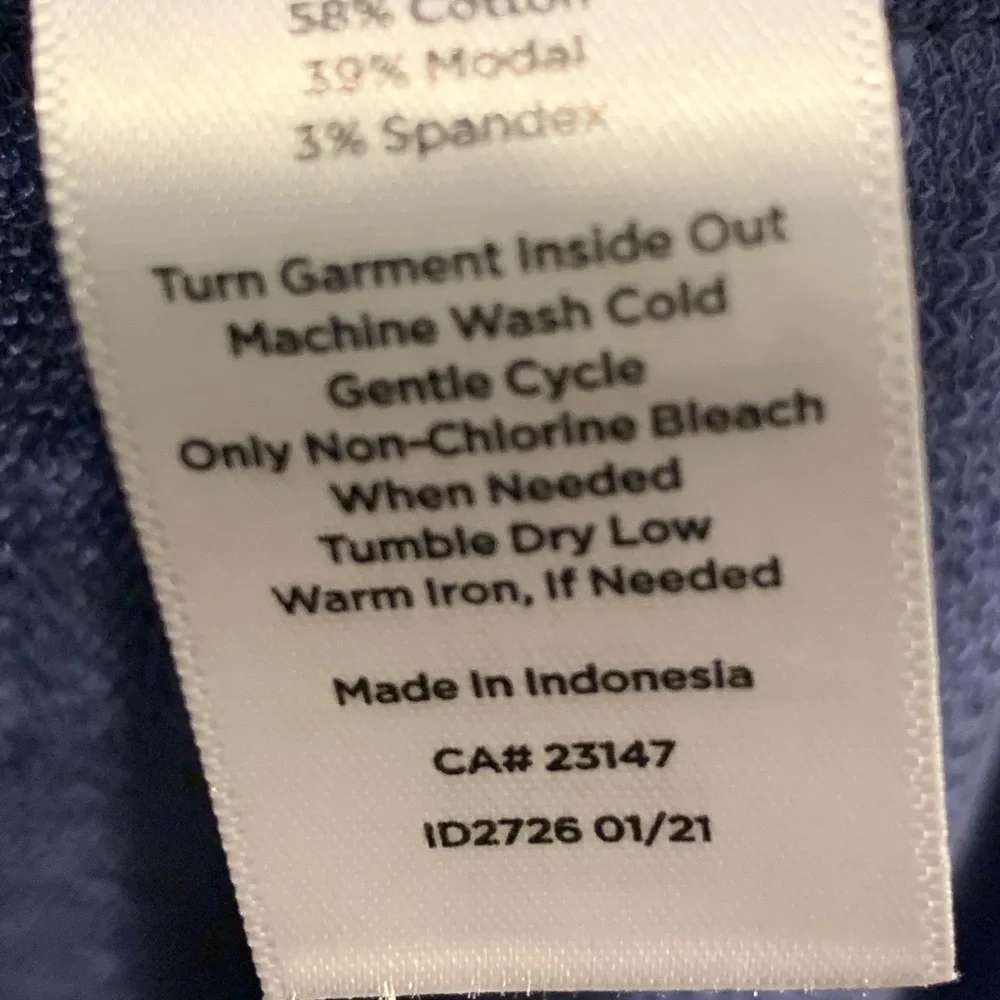 58% Cotton
39% Modal
3% Spandex
Turn Garment Inside Out
Machine Wash Cold
Gentle Cycle
Only Non-Chlorine Bleach
When Needed
Tumble Dry Low
Warm Iron, If Needed
Made In Indonesia
CA# 23147
ID2726 01/21